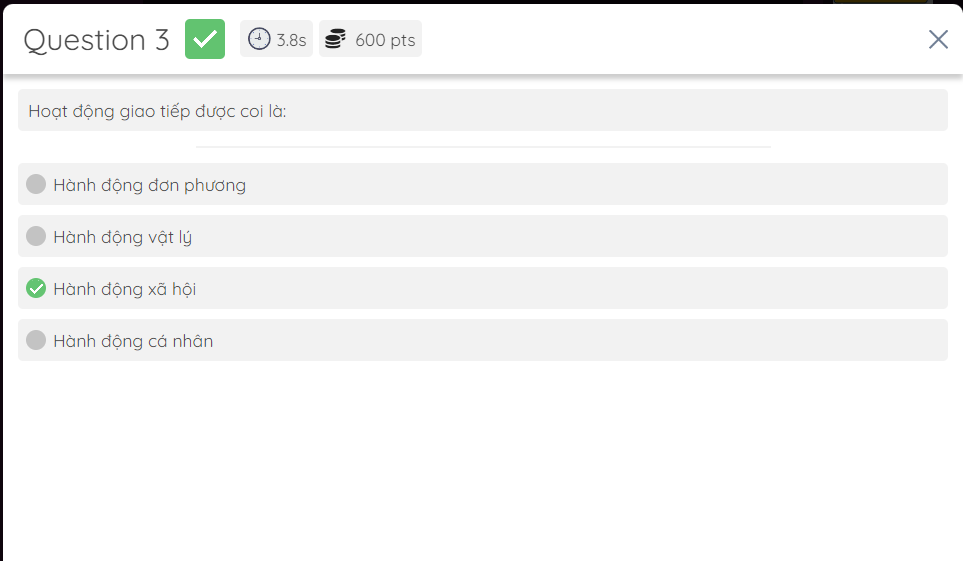 Question 3
3.8s
600 pts
Hoạt động giao tiếp được coi là:
Hành động đơn phương
Hành động vật lý
Hành động xã hội
Hành động cá nhân